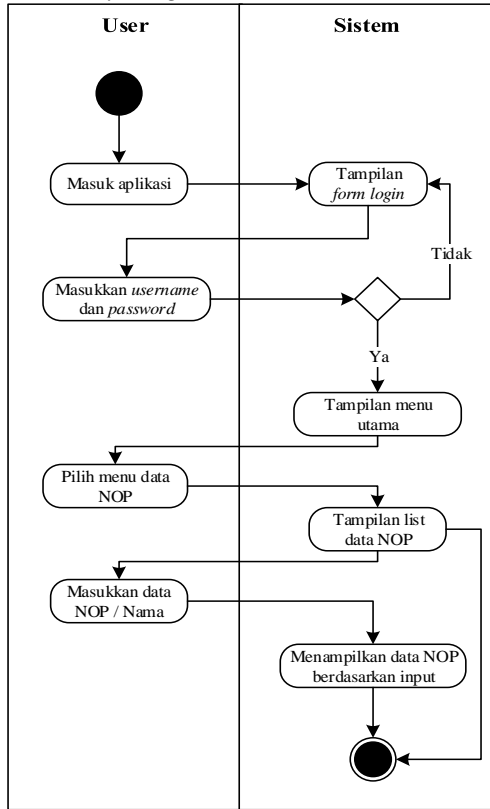 User
Sistem
Masuk aplikasi
Tampilan
form login
Tidak
Masukkan username
dan password
Ya
Tampilan menu
utama
Pilih menu data
NOP
Tampilan list
data NOP
Masukkan data
NOP / Nama
Menampilkan data NOP
berdasarkan input